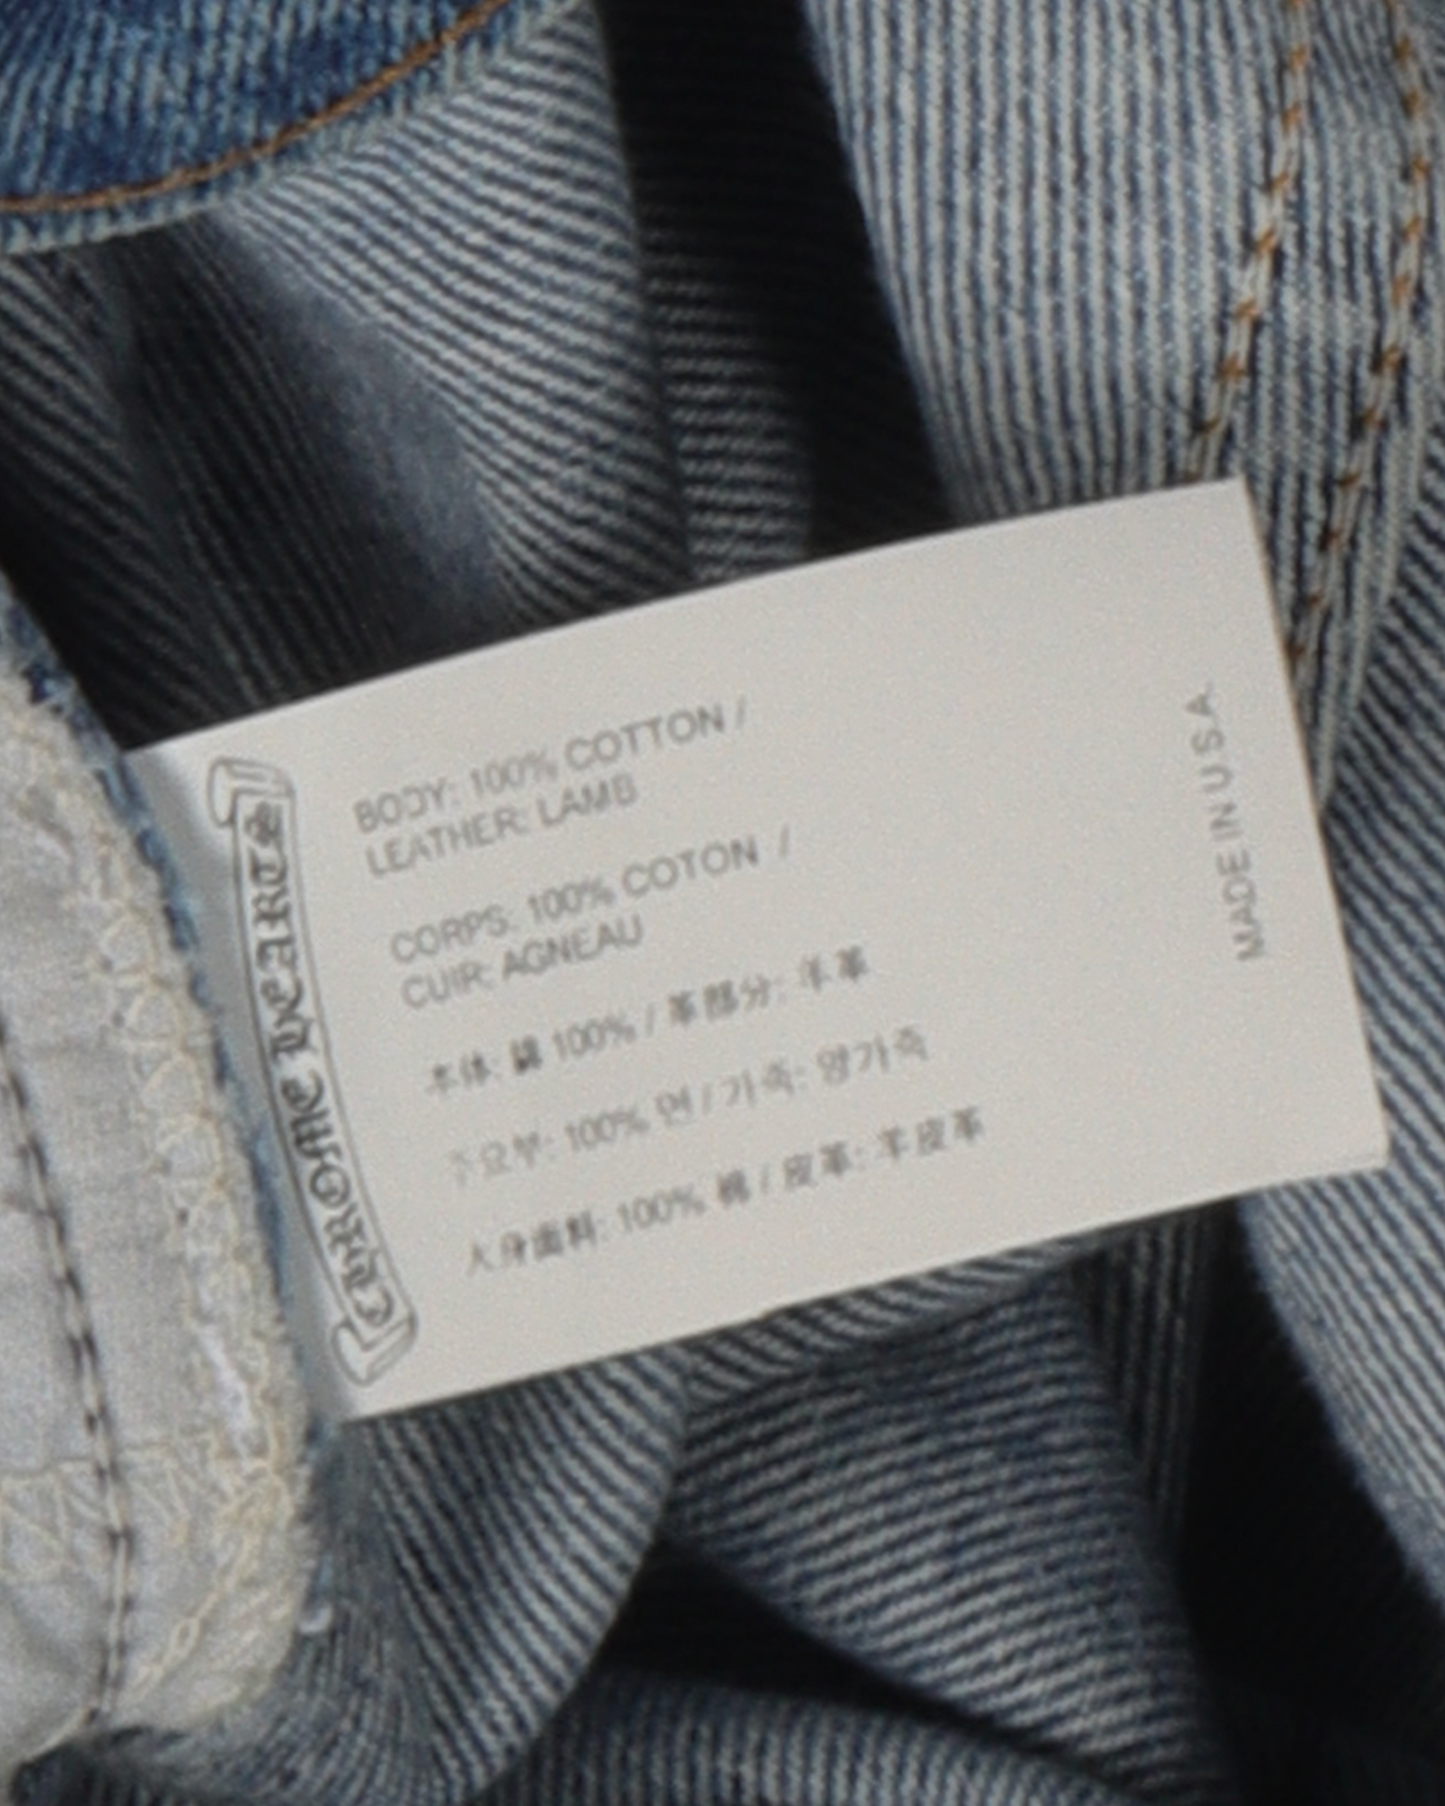 CHROME HEARTS
BODY: 100% COTTON /
LEATHER: LAMB
CORPS: 100% COTON /
CUIR: AGNEAU
本体: 綿 100% / 革部分: 羊革
주요부: 100% 면 / 가죽: 양가죽
大身面料: 100% 棉 / 皮革: 羊皮革
MADE IN U.S.A.